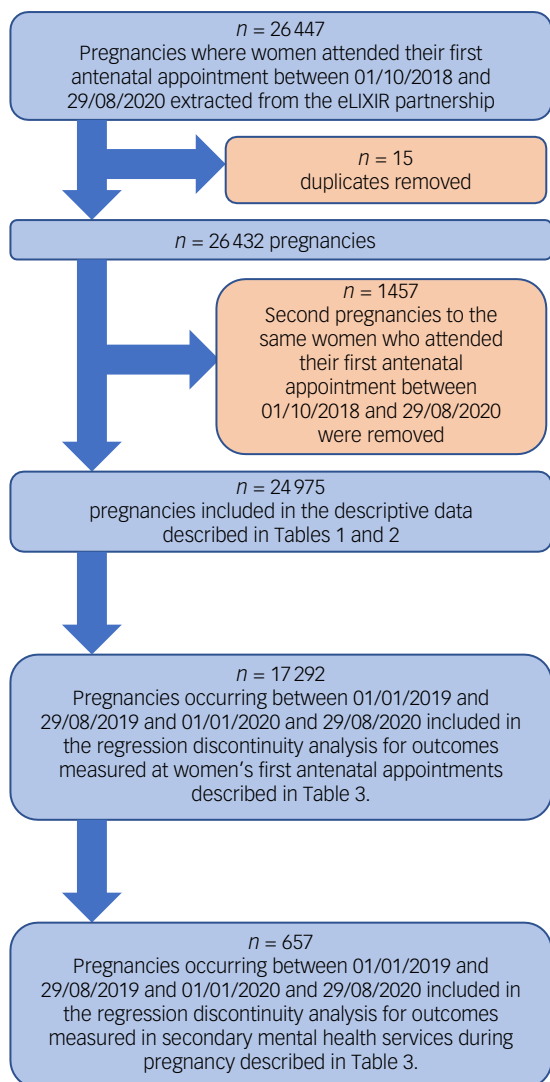 n = 26 447
Pregnancies where women attended their first
antenatal appointment between 01/10/2018 and
29/08/2020 extracted from the eLIXIR partnership
n = 15
duplicates removed
n = 26 432 pregnancies
n = 1457
Second pregnancies to the
same women who attended
their first antenatal
appointment between
01/10/2018 and 29/08/2020
were removed
n = 24 975
pregnancies included in the descriptive data
described in Tables 1 and 2
n = 17 292
Pregnancies occurring between 01/01/2019 and
29/08/2019 and 01/01/2020 and 29/08/2020 included in
the regression discontinuity analysis for outcomes
measured at women’s first antenatal appointments
described in Table 3.
n = 657
Pregnancies occurring between 01/01/2019 and
29/08/2019 and 01/01/2020 and 29/08/2020 included in
the regression discontinuity analysis for outcomes
measured in secondary mental health services during
pregnancy described in Table 3.